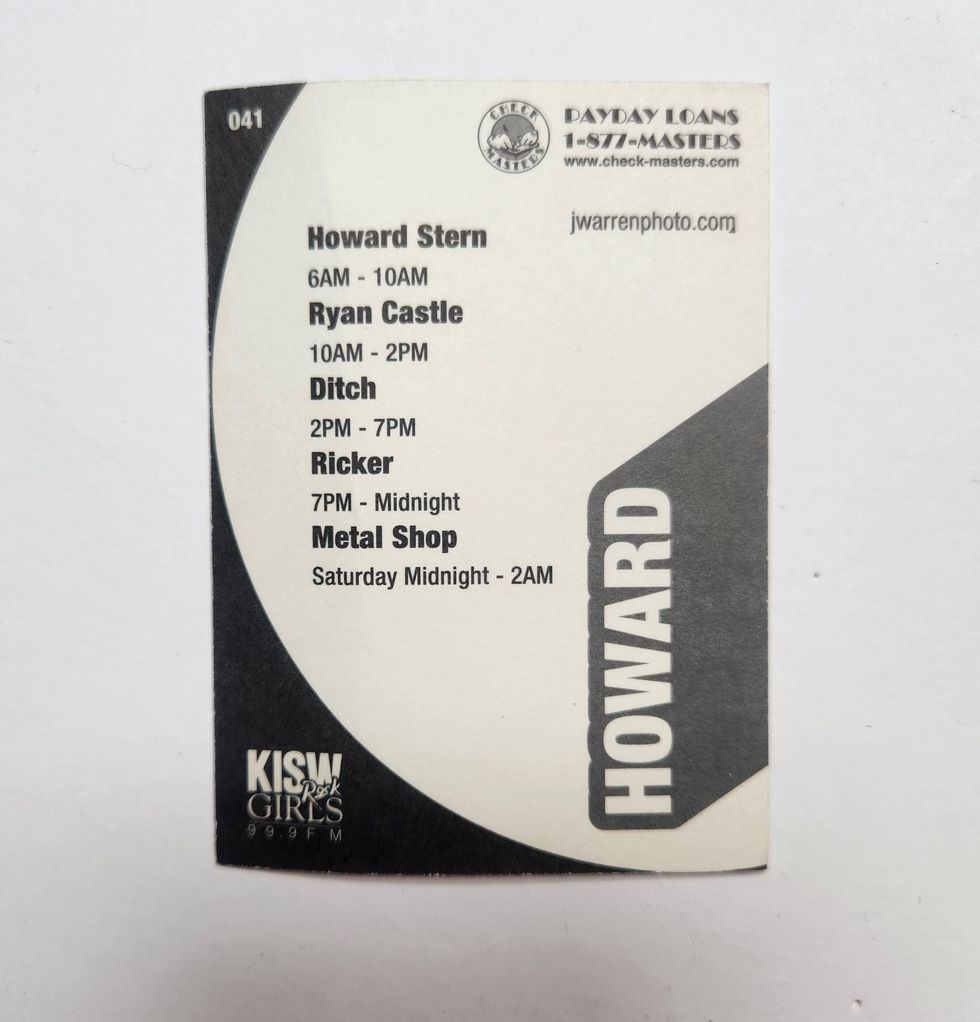 041
CHECK MASTERS
PAYDAY LOANS
1-877-MASTERS
www.check-masters.com
jwarrenphoto.com
Howard Stern
6AM - 10AM
Ryan Castle
10AM - 2PM
Ditch
2PM - 7PM
Ricker
7PM - Midnight
Metal Shop
Saturday Midnight - 2AM
HOWARD
KISW
Rock
GIRLS
99.9FM